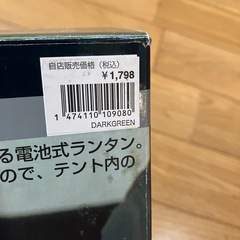 自店販売価格(税込)
¥1,798
1 474110 109080
DARKGREEN
る電池式ランタン。
ので、テント内の